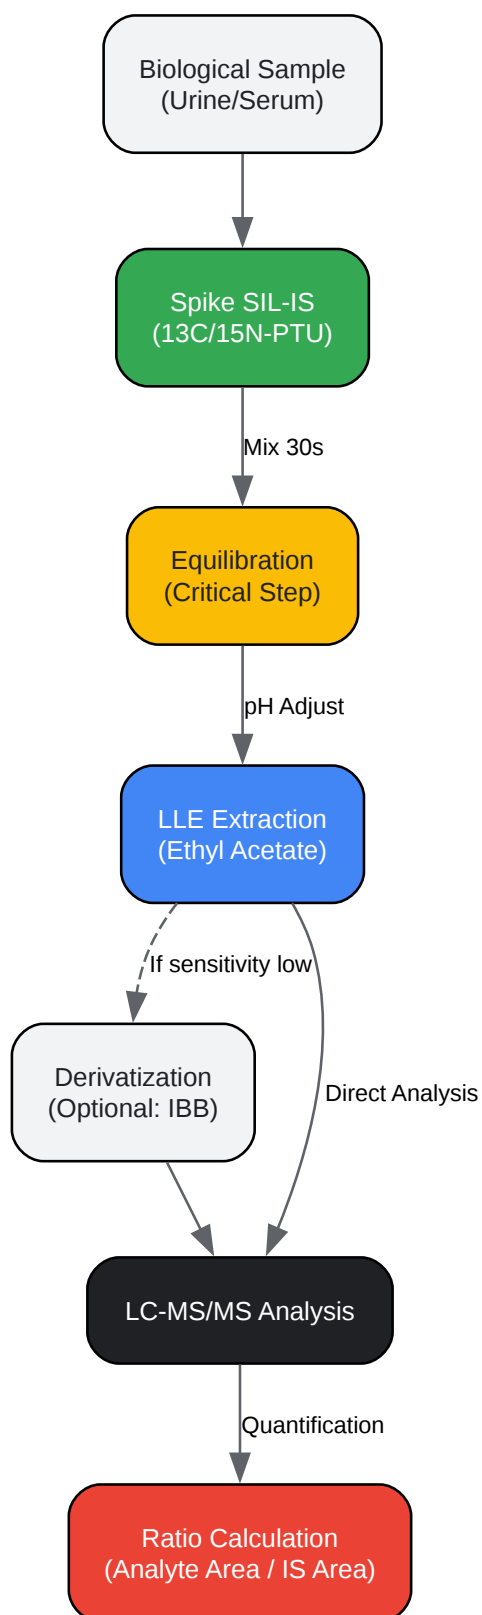 Biological Sample
(Urine/Serum)
Spike SIL-IS
(13C/15N-PTU)
Mix 30s
Equilibration
(Critical Step)
pH Adjust
LLE Extraction
(Ethyl Acetate)
If sensitivity low
Derivatization
(Optional: IBB)
Direct Analysis
LC-MS/MS Analysis
Quantification
Ratio Calculation
(Analyte Area / IS Area)